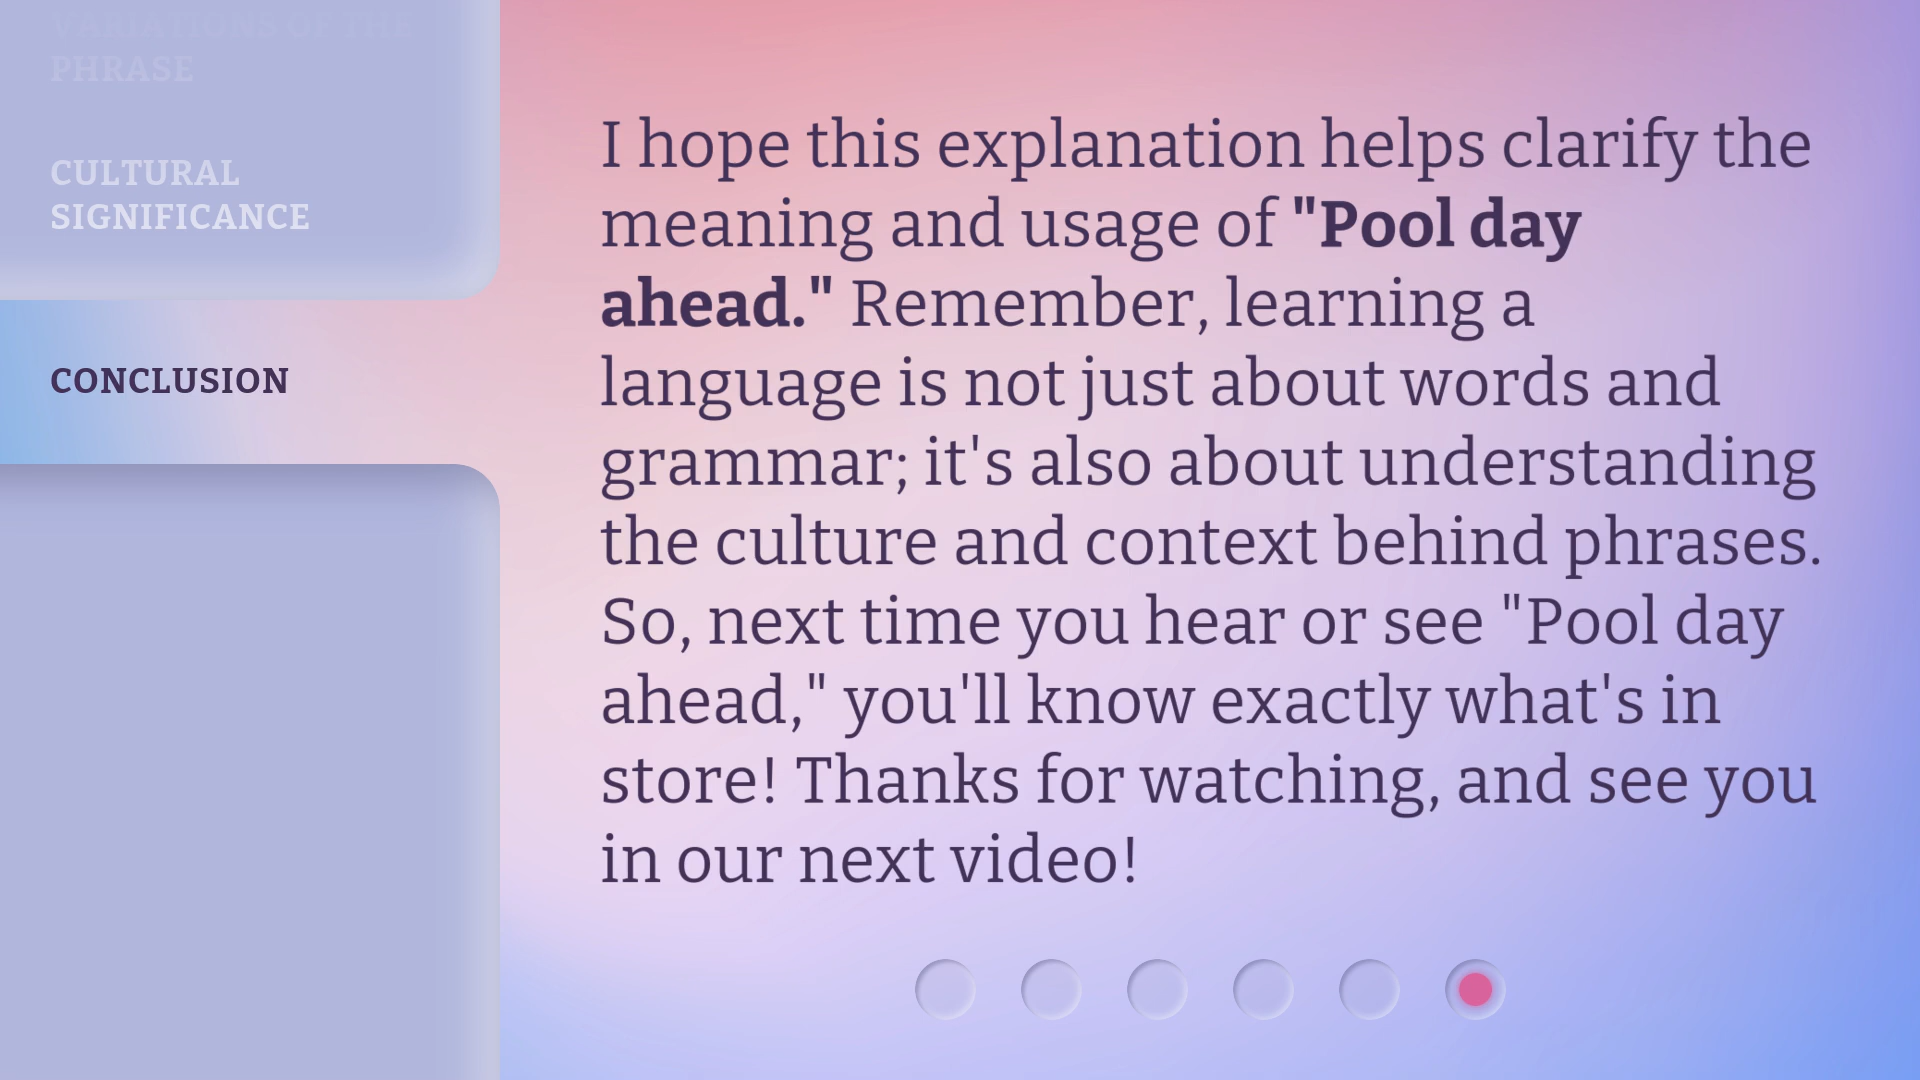 VARIATIONS OF THE
PHRASE
CULTURAL
SIGNIFICANCE
CONCLUSION
I hope this explanation helps clarify the
meaning and usage of "Pool day
ahead." Remember, learning a
language is not just about words and
grammar; it's also about understanding
the culture and context behind phrases.
So, next time you hear or see "Pool day
ahead," you'll know exactly what's in
store! Thanks for watching, and see you
in our next video!